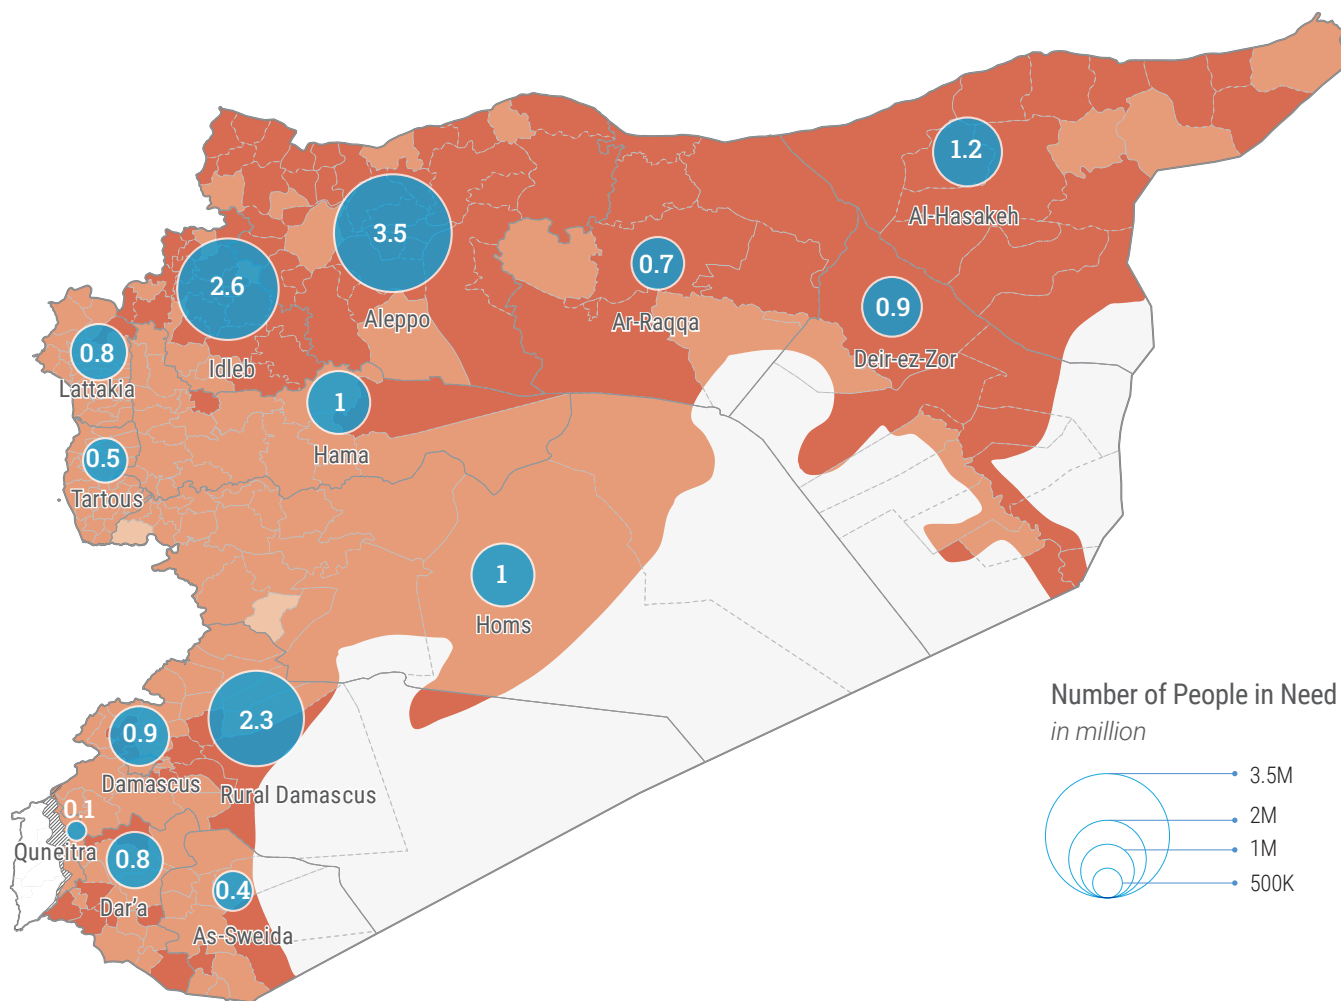 1.2
Al-Hasakeh
3.5
Aleppo
0.7
Ar-Raqqa
2.6
Idleb
0.9
Deir-ez-Zor
0.8
Lattakia
1
Hama
0.5
Tartous
1
Homs
2.3
Rural Damascus
0.9
Damascus
0.1
Quneitra
0.8
Dar'a
0.4
As-Sweida
Number of People in Need
in million
3.5M
2M
1M
500K